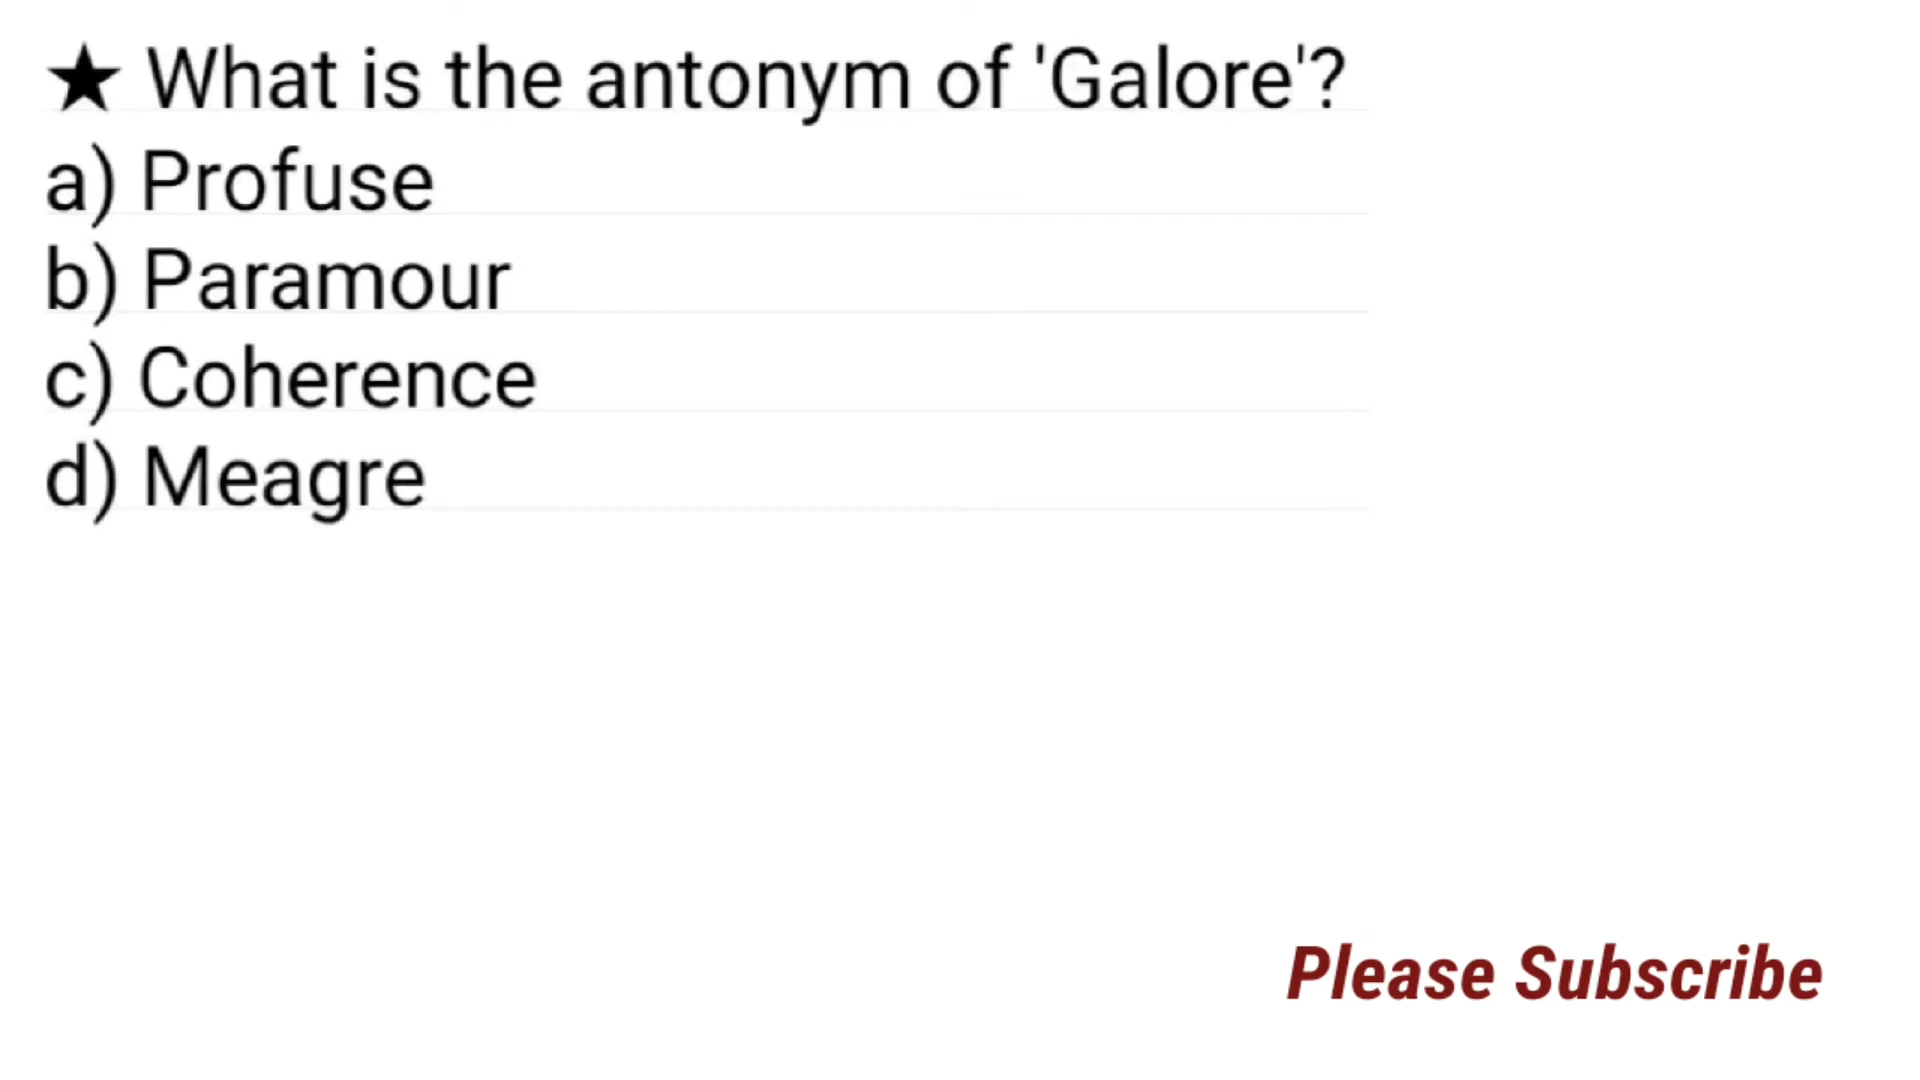 ★ What is the antonym of 'Galore'?
a) Profuse
b) Paramour
c) Coherence
d) Meagre
Please Subscribe